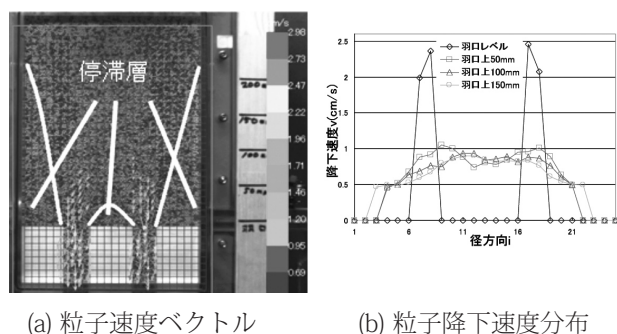 停滞層
m/s
2.98
2.73
2.47
2.22
1.96
1.71
1.46
1.20
0.95
0.69
(a) 粒子速度ベクトル
降下速度v(cm/s)
2.5
2
1.5
1
0.5
0
羽口レベル
羽口上50mm
羽口上100mm
羽口上150mm
1
6
11
16
21
径方向i
(b) 粒子降下速度分布